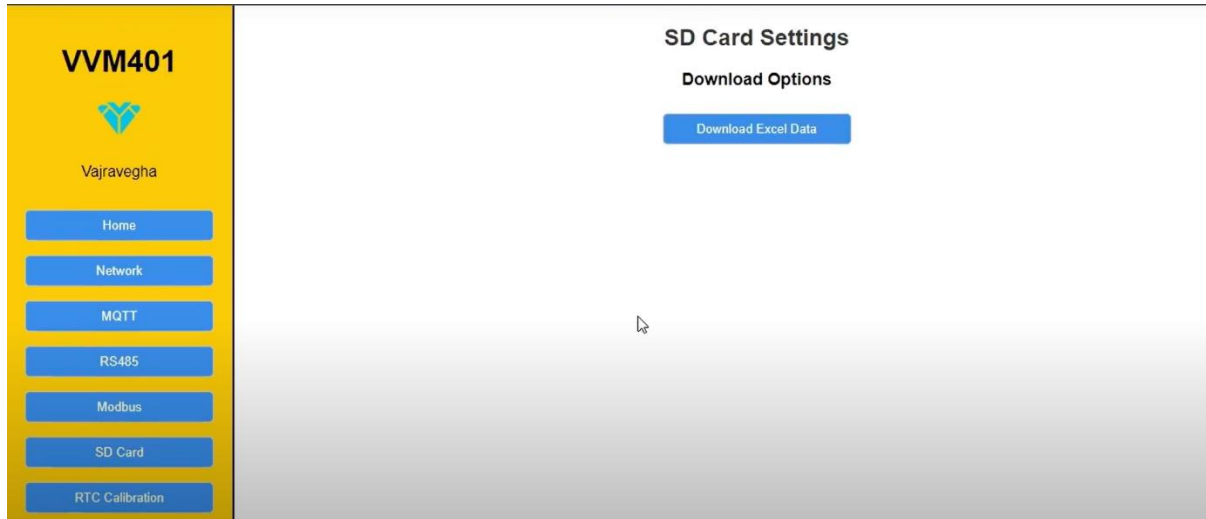 VVM401
Vajravegha
Home
Network
MQTT
RS485
Modbus
SD Card
RTC Calibration
SD Card Settings
Download Options
Download Excel Data